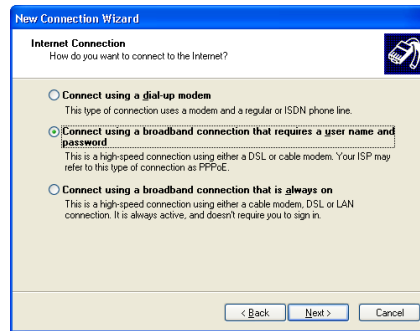 New Connection Wizard
Internet Connection
How do you want to connect to the Internet?
Connect using a dial-up modem
This type of connection uses a modem and a regular or ISDN phone line.
Connect using a broadband connection that requires a user name and
password
This is a high-speed connection using either a DSL or cable modem. Your ISP may
refer to this type of connection as PPPoE.
Connect using a broadband connection that is always on
This is a high-speed connection using either a cable modem, DSL or LAN
connection. It is always active, and doesn't require you to sign in.
< Back
Next >
Cancel